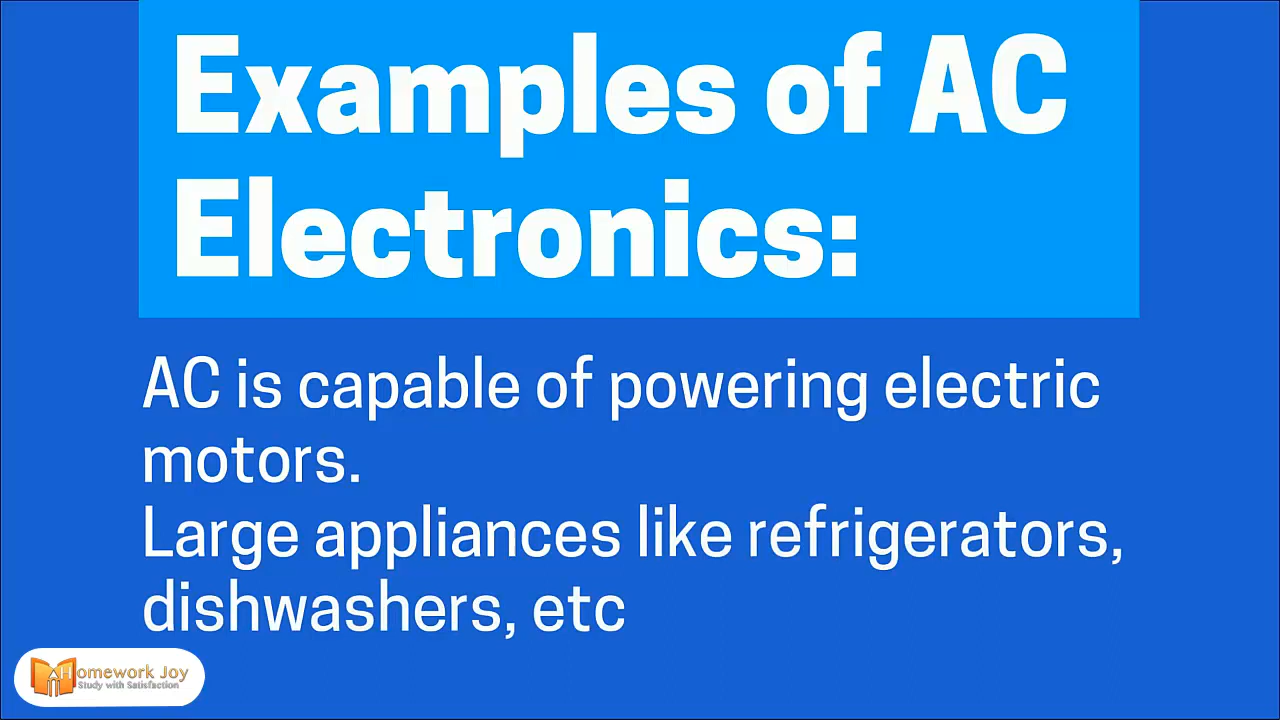 Examples of AC
Electronics:
AC is capable of powering electric
motors.
Large appliances like refrigerators,
dishwashers, etc
Homework Joy
Study with Satisfaction